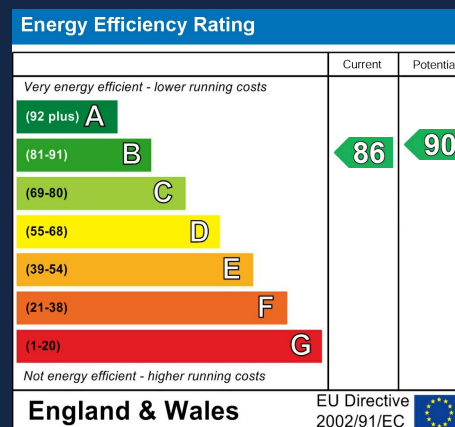 Energy Efficiency Rating
Current Potentia
Very energy efficient - lower running costs
(92 plus) A
(81-91) B
86 90
(69-80) C
(55-68) D
(39-54) E
(21-38) F
(1-20) G
Not energy efficient - higher running costs
England & Wales
EU Directive
2002/91/EC